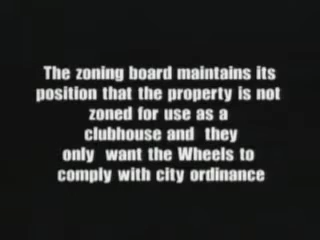 The zoning board maintains its
position that the property is not
zoned for use as a
clubhouse and they
only want the Wheels to
comply with city ordinance